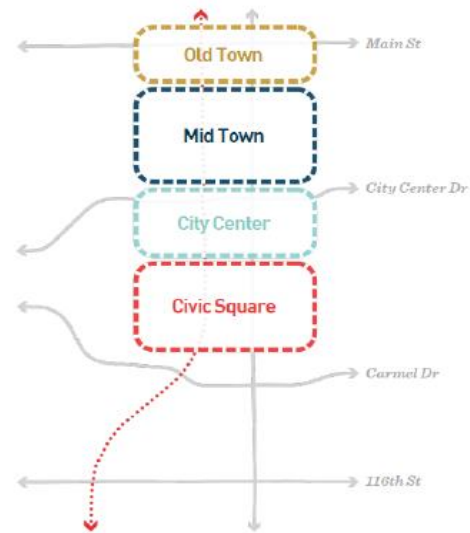 Main St
Old Town
Mid Town
City Center Dr
City Center
Civic Square
Carmel Dr
116th St